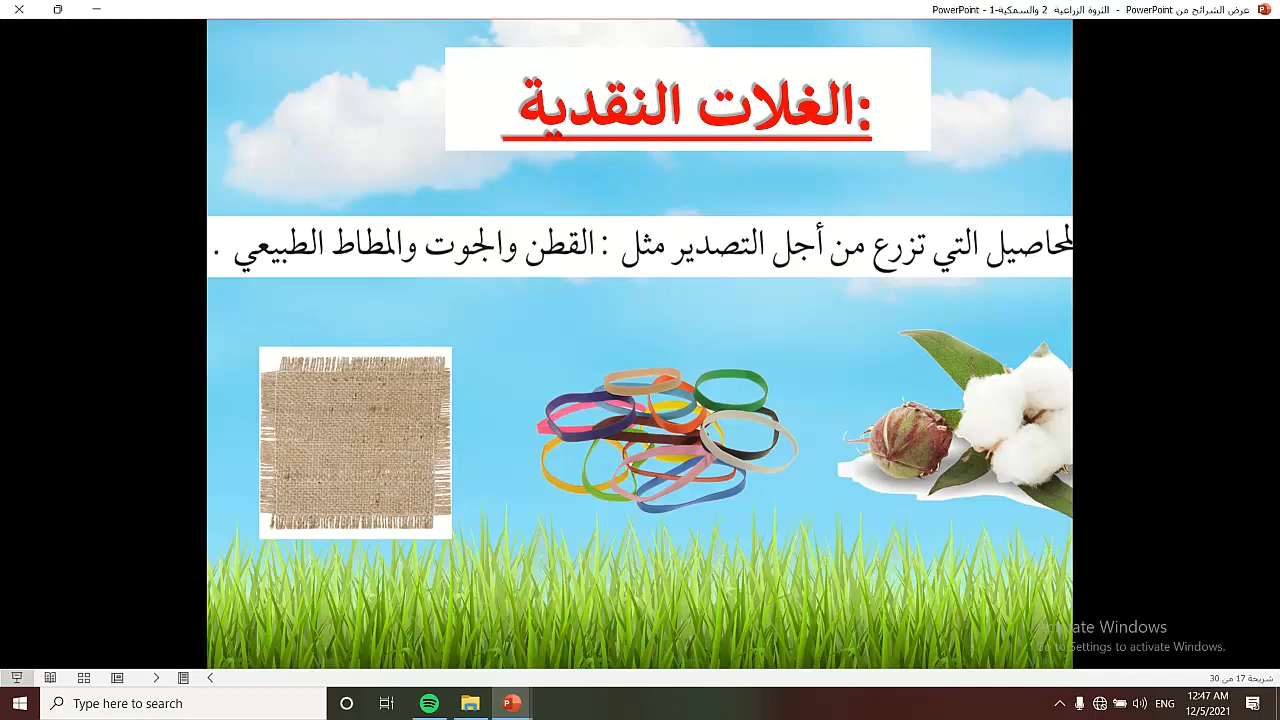 عرض الشرائح من PowerPoint - الثروة الزراعية 2 والسمكية-1 - PowerPoint
الغلات النقدية:
لمحاصيل التي تزرع من أجل التصدير مثل : القطن والجوت والمطاط الطبيعي .
Activate Windows
Go to Settings to activate Windows.
شريحة 17 من 30
Type here to search
ENG
12:47 AM
12/5/2021